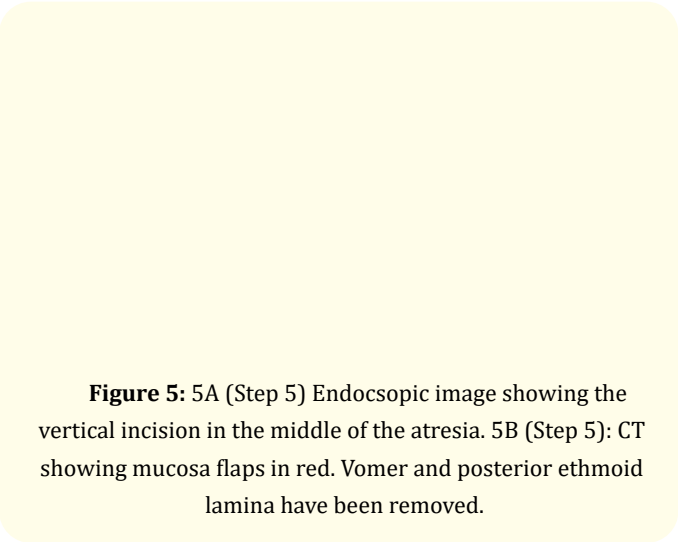 Figure 5: 5A (Step 5) Endocsopic image showing the
vertical incision in the middle of the atresia. 5B (Step 5): CT
showing mucosa flaps in red. Vomer and posterior ethmoid
lamina have been removed.